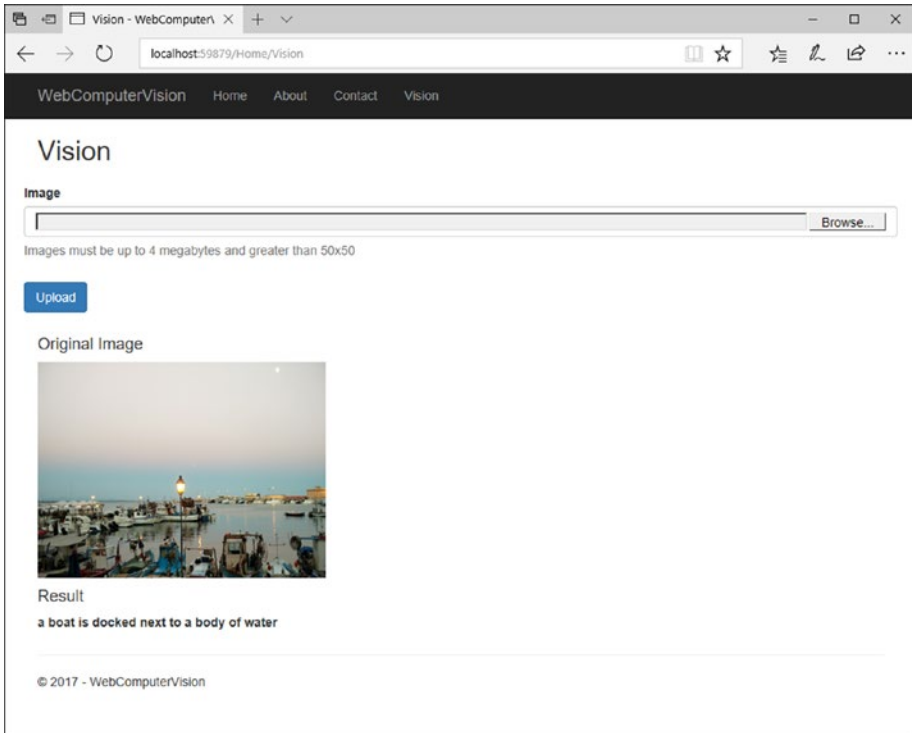 Vision - WebComputerV
localhost:59879/Home/Vision
WebComputerVision Home About Contact Vision
Vision
Image
Browse...
Images must be up to 4 megabytes and greater than 50x50
Upload
Original Image
Result
a boat is docked next to a body of water
© 2017 - WebComputerVision